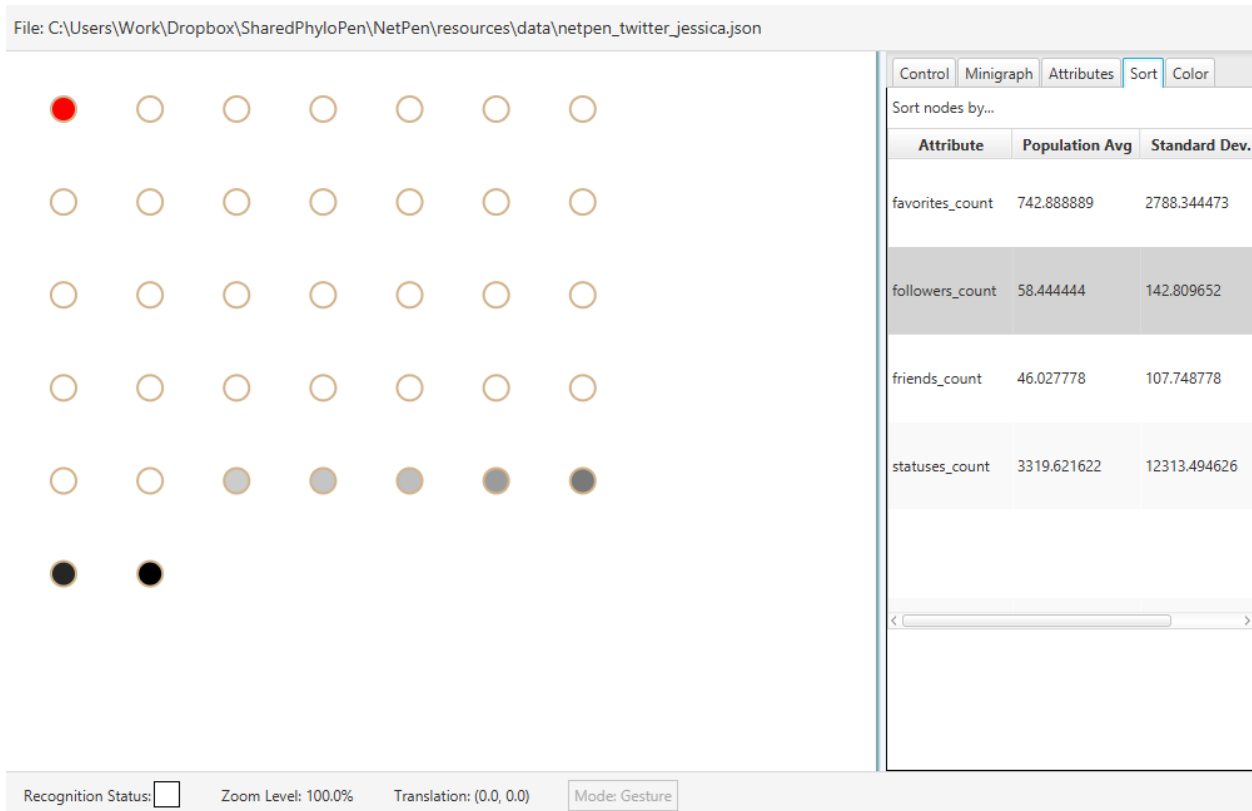 File: C:\Users\Work\Dropbox\SharedPhyloPen\NetPen\resources\data\netpen_twitter_jessica.json
Control Minigraph Attributes Sort Color
Sort nodes by...
Attribute Population Avg Standard Dev.
favorites_count 742.888889 2788.344473
followers_count 58.444444 142.809652
friends_count 46.027778 107.748778
statuses_count 3319.621622 12313.494626
Recognition Status: Zoom Level: 100.0% Translation: (0.0, 0.0) Mode: Gesture